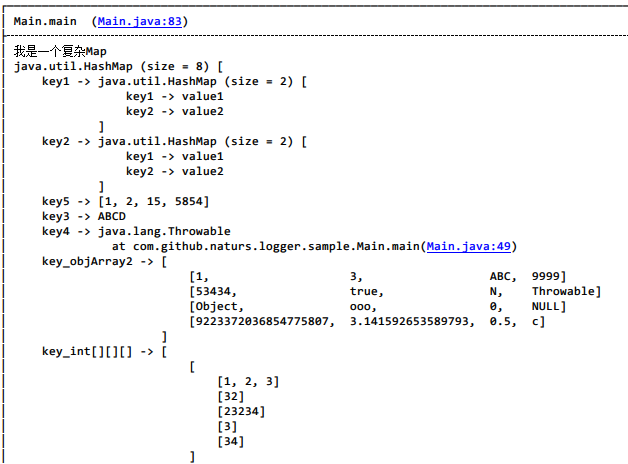 Main.main  (Main.java:83)
我是一个复杂Map
java.util.HashMap (size = 8) [
    key1 -> java.util.HashMap (size = 2) [
                key1 -> value1
                key2 -> value2
            ]
    key2 -> java.util.HashMap (size = 2) [
                key1 -> value1
                key2 -> value2
            ]
    key5 -> [1, 2, 15, 5854]
    key3 -> ABCD
    key4 -> java.lang.Throwable
              at com.github.naturs.logger.sample.Main.main(Main.java:49)
    key_objArray2 -> [
                         [1,                    3,                  ABC,  9999]
                         [53434,                true,               N,    Throwable]
                         [Object,               ooo,                0,    NULL]
                         [9223372036854775807,  3.141592653589793,  0.5,  c]
                     ]
    key_int[][][] -> [
                         [
                             [1, 2, 3]
                             [32]
                             [23234]
                             [3]
                             [34]
                         ]